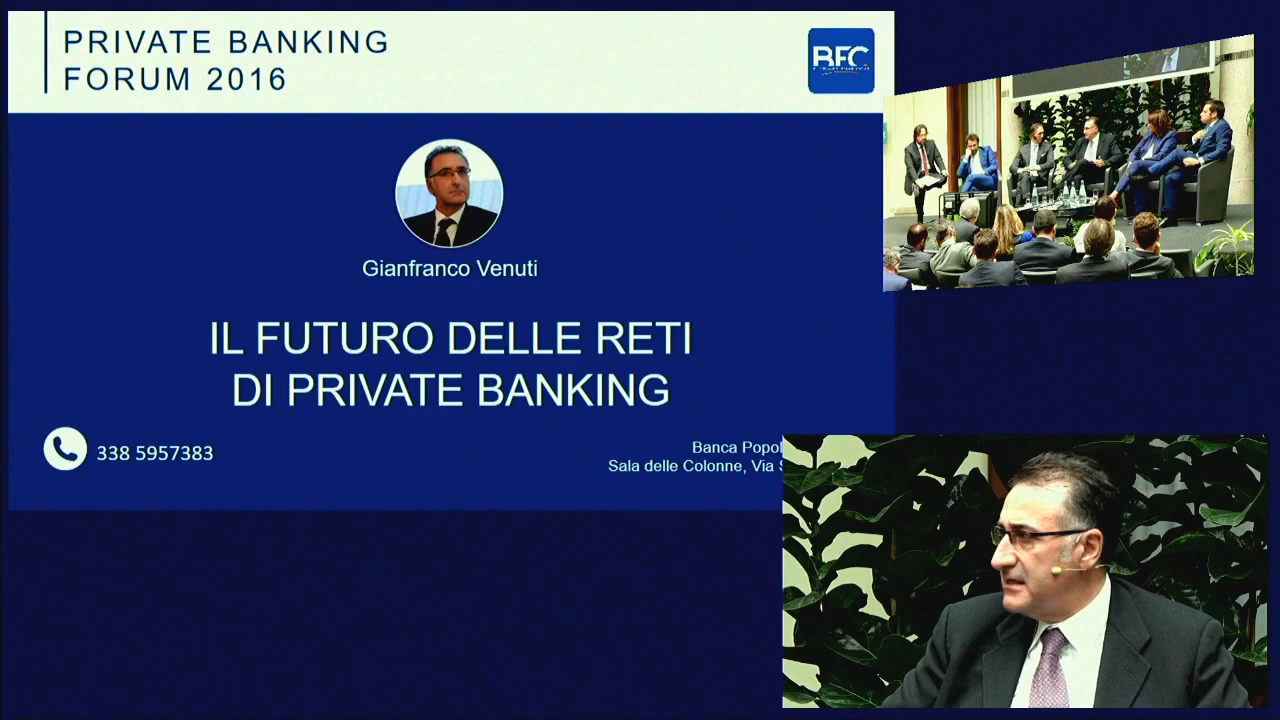 PRIVATE BANKING
FORUM 2016
BFC
Gianfranco Venuti
IL FUTURO DELLE RETI
DI PRIVATE BANKING
338 5957383
Banca Popol
Sala delle Colonne, Via S